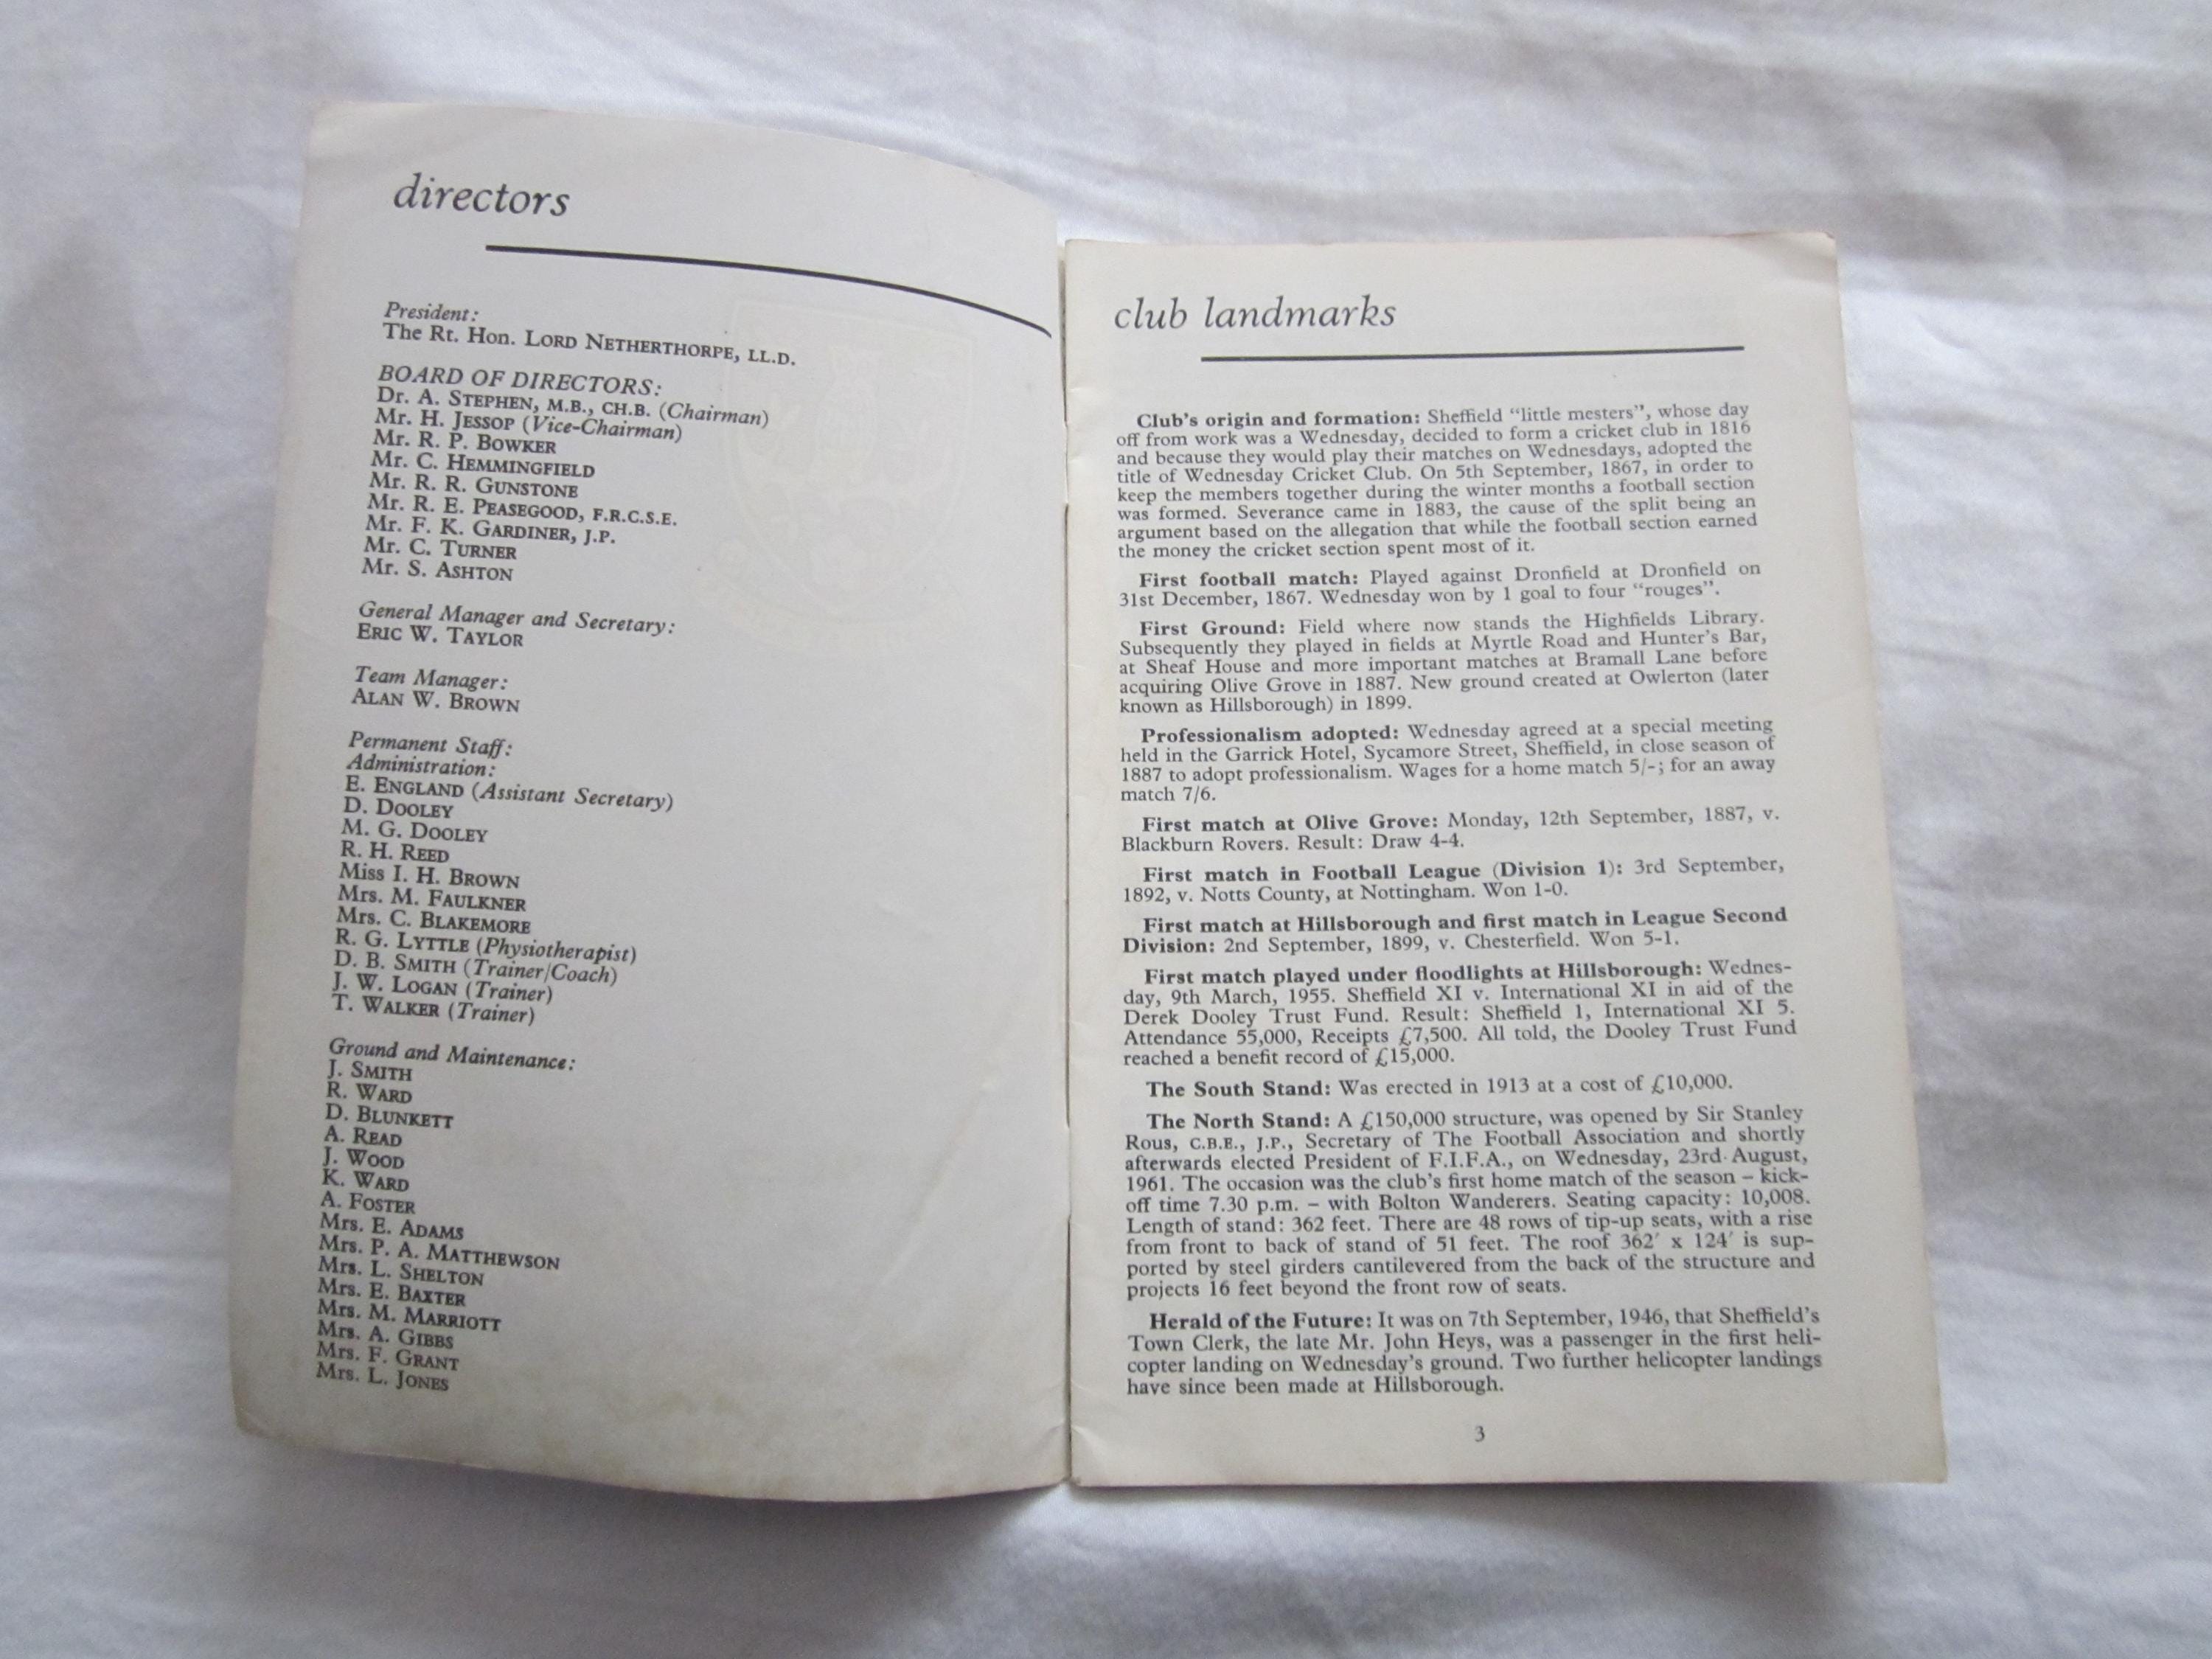 directors
President:
The Rt. Hon. LORD NETHERTHORPE, LL.D.
BOARD OF DIRECTORS:
Dr. A. STEPHEN, M.B., CH.B. (Chairman)
Mr. H. JESSOP (Vice-Chairman)
Mr. R. P. BOWKER
Mr. C. HEMMINGFIELD
Mr. R. R. GUNSTONE
Mr. R. E. PEASEGOOD, F.R.C.S.E.
Mr. F. K. GARDINER, J.P.
Mr. C. TURNER
Mr. S. ASHTON
General Manager and Secretary:
ERIC W. TAYLOR
Team Manager:
ALAN W. BROWN
Permanent Staff:
Administration:
E. ENGLAND (Assistant Secretary)
D. DOOLEY
M. G. DOOLEY
R. H. REED
Miss I. H. BROWN
Mrs. M. FAULKNER
Mrs. C. BLAKEMORE
R. G. LYTTLE (Physiotherapist)
D. B. SMITH (Trainer/Coach)
J. W. LOGAN (Trainer)
T. WALKER (Trainer)
Ground and Maintenance:
J. SMITH
R. WARD
D. BLUNKETT
A. READ
J. WOOD
K. WARD
A. FOSTER
Mrs. E. ADAMS
Mrs. P. A. MATTHEWSON
Mrs. L. SHELTON
Mrs. E. BAXTER
Mrs. M. MARRIOTT
Mrs. A. GIBBS
Mrs. F. GRANT
Mrs. L. JONES
club landmarks
Club's origin and formation: Sheffield "little mesters", whose day
off from work was a Wednesday, decided to form a cricket club in 1816
and because they would play their matches on Wednesdays, adopted the
title of Wednesday Cricket Club. On 5th September, 1867, in order to
keep the members together during the winter months a football section
was formed. Severance came in 1883, the cause of the split being an
argument based on the allegation that while the football section earned
the money the cricket section spent most of it.
First football match: Played against Dronfield at Dronfield on
31st December, 1867. Wednesday won by 1 goal to four "rouges".
First Ground: Field where now stands the Highfields Library.
Subsequently they played in fields at Myrtle Road and Hunter's Bar,
at Sheaf House and more important matches at Bramall Lane before
acquiring Olive Grove in 1887. New ground created at Owlerton (later
known as Hillsborough) in 1899.
Professionalism adopted: Wednesday agreed at a special meeting
held in the Garrick Hotel, Sycamore Street, Sheffield, in close season of
1887 to adopt professionalism. Wages for a home match 5/-; for an away
match 7/6.
First match at Olive Grove: Monday, 12th September, 1887, v.
Blackburn Rovers. Result: Draw 4-4.
First match in Football League (Division 1): 3rd September,
1892, v. Notts County, at Nottingham. Won 1-0.
First match at Hillsborough and first match in League Second
Division: 2nd September, 1899, v. Chesterfield. Won 5-1.
First match played under floodlights at Hillsborough: Wednes-
day, 9th March, 1955. Sheffield XI v. International XI in aid of the
Derek Dooley Trust Fund. Result: Sheffield 1, International XI 5.
Attendance 55,000, Receipts £7,500. All told, the Dooley Trust Fund
reached a benefit record of £15,000.
The South Stand: Was erected in 1913 at a cost of £10,000.
The North Stand: A £150,000 structure, was opened by Sir Stanley
Rous, C.B.E., J.P., Secretary of The Football Association and shortly
afterwards elected President of F.I.F.A., on Wednesday, 23rd August,
1961. The occasion was the club's first home match of the season – kick-
off time 7.30 p.m. – with Bolton Wanderers. Seating capacity: 10,008.
Length of stand: 362 feet. There are 48 rows of tip-up seats, with a rise
from front to back of stand of 51 feet. The roof 362′ x 124′ is sup-
ported by steel girders cantilevered from the back of the structure and
projects 16 feet beyond the front row of seats.
Herald of the Future: It was on 7th September, 1946, that Sheffield's
Town Clerk, the late Mr. John Heys, was a passenger in the first heli-
copter landing on Wednesday's ground. Two further helicopter landings
have since been made at Hillsborough.
3